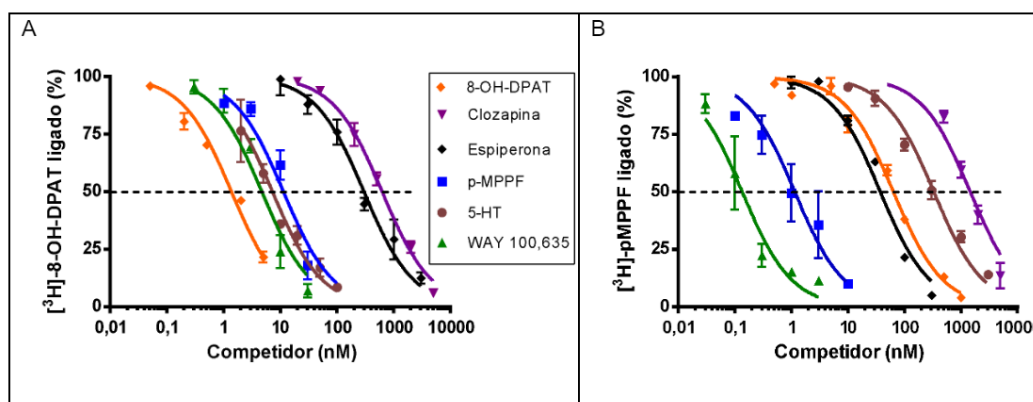 A
[³H]-8-OH-DPAT ligado (%)
100
75
50
25
0
0,01 0,1 1 10 100 1000 10000
Competidor (nM)
8-OH-DPAT
Clozapina
Espiperona
p-MPPF
5-HT
WAY 100,635
B
[³H]-pMPPF ligado (%)
100
75
50
25
0
0,01 0,1 1 10 100 1000 10000
Competidor (nM)